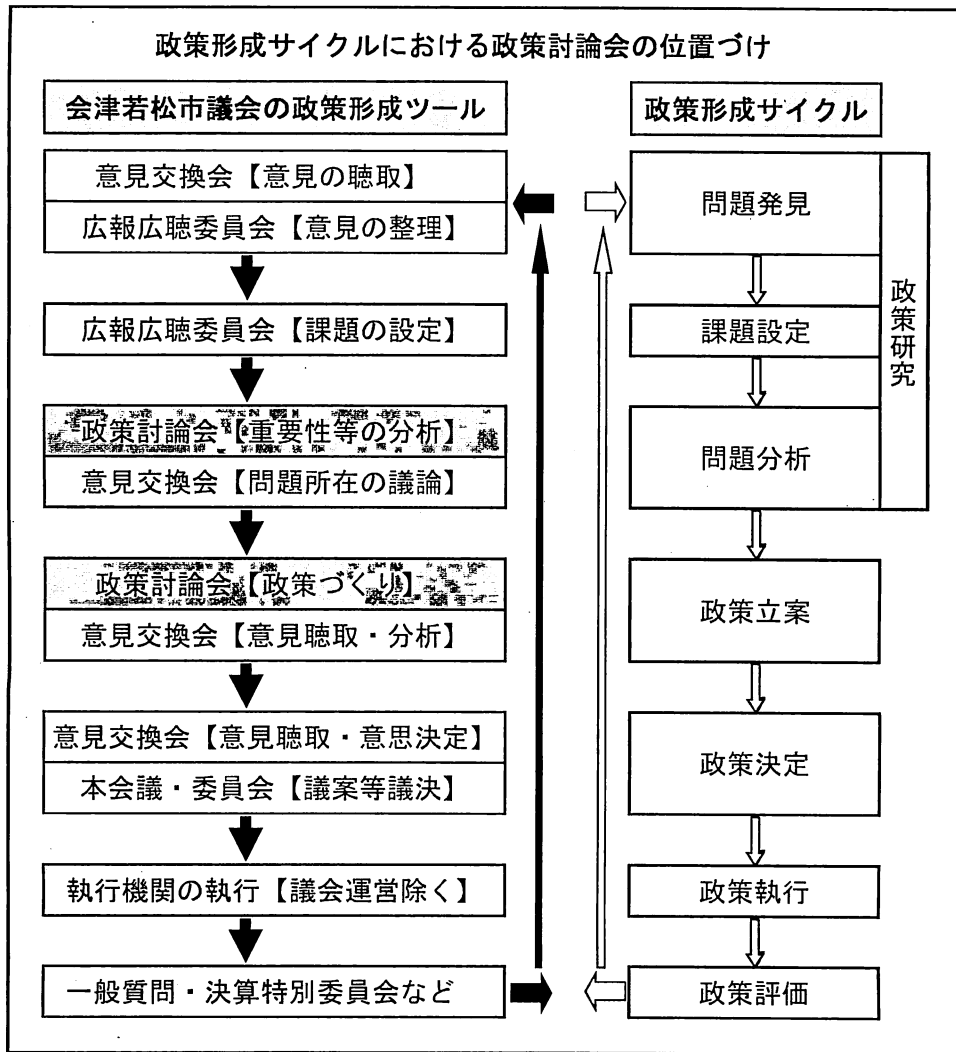 政策形成サイクルにおける政策討論会の位置づけ
会津若松市議会の政策形成ツール
意見交換会【意見の聴取】
広報広聴委員会【意見の整理】
広報広聴委員会【課題の設定】
政策討論会【重要性等の分析】
意見交換会【問題所在の議論】
政策討論会【政策づくり】
意見交換会【意見聴取・分析】
意見交換会【意見聴取・意思決定】
本会議・委員会【議案等議決】
執行機関の執行【議会運営除く】
一般質問・決算特別委員会など
政策形成サイクル
問題発見
課題設定
問題分析
政策研究
政策立案
政策決定
政策執行
政策評価